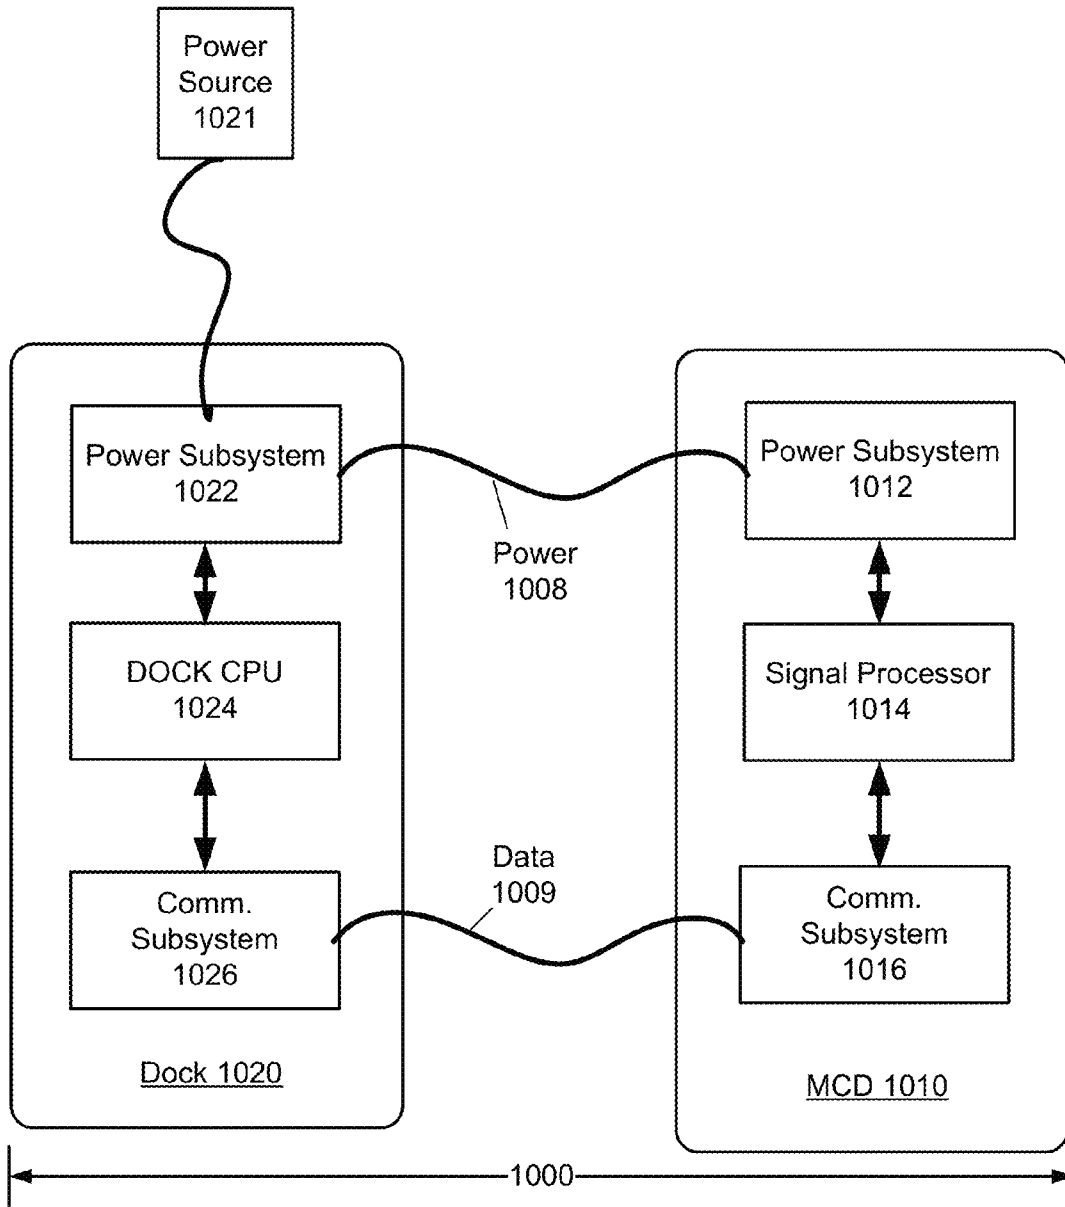 Power
Source
1021
Power Subsystem
1022
Power Subsystem
1012
Power
1008
DOCK CPU
1024
Signal Processor
1014
Data
1009
Comm.
Subsystem
1026
Comm.
Subsystem
1016
Dock 1020
MCD 1010
1000